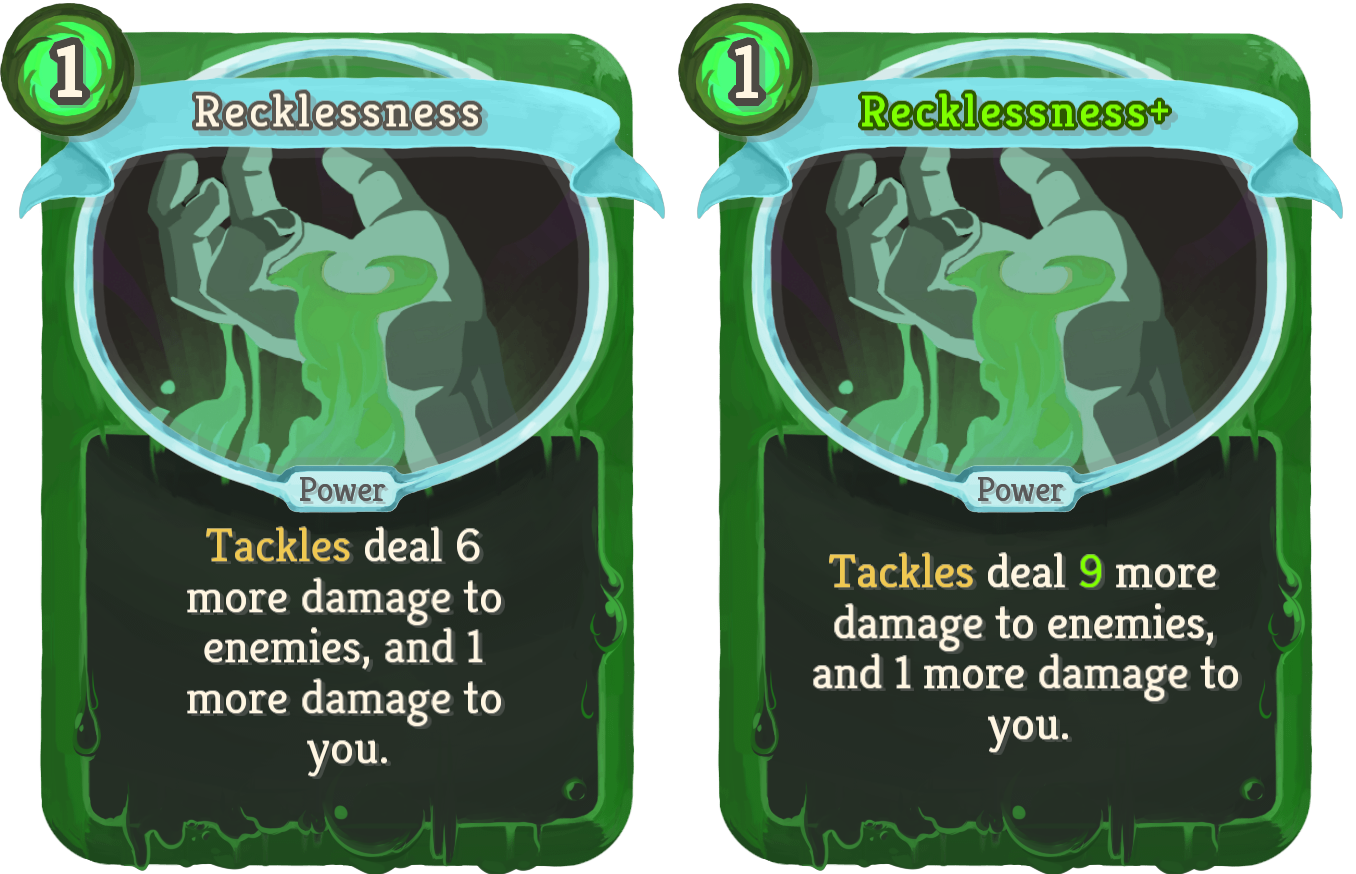 1
Recklessness
Power
Tackles deal 6
more damage to
enemies, and 1
more damage to
you.
1
Recklessness+
Power
Tackles deal 9 more
damage to enemies,
and 1 more damage to
you.